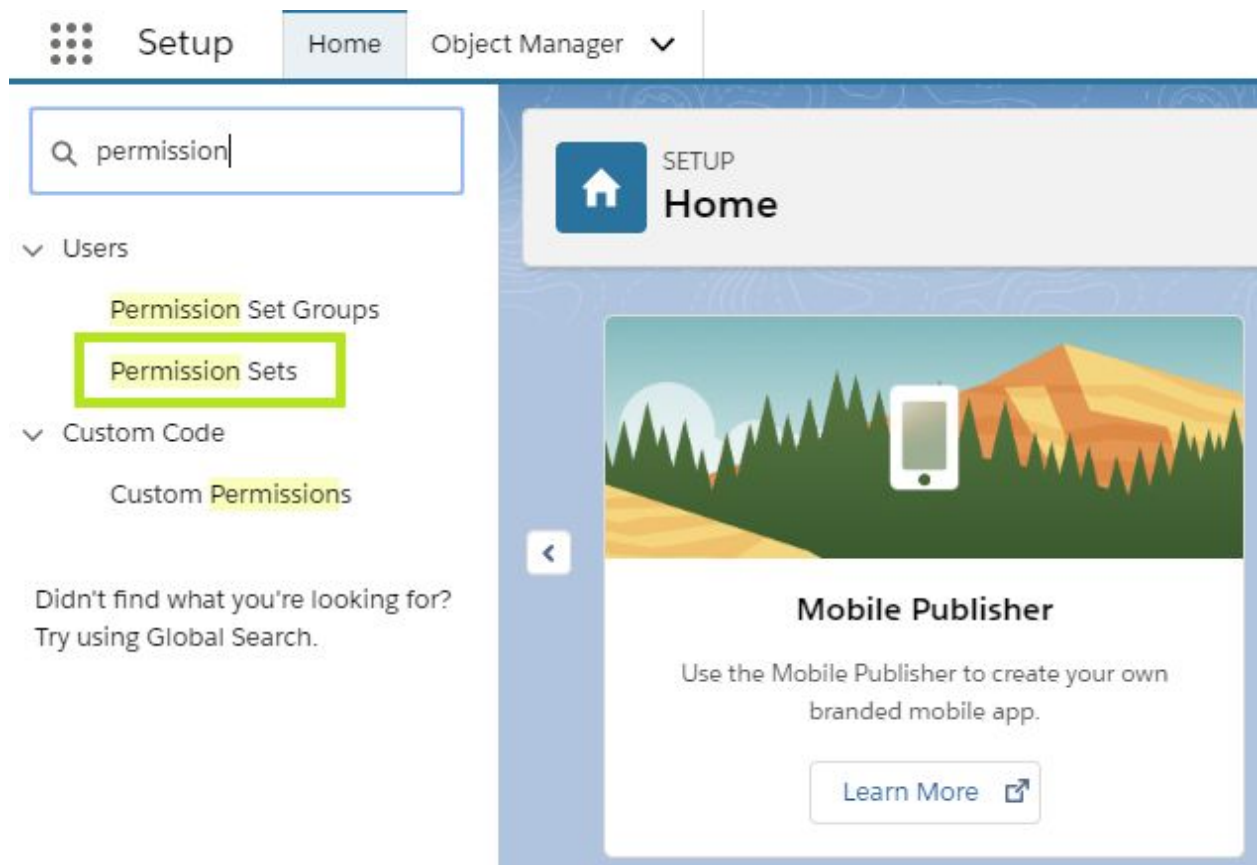 Setup
Home
Object Manager
permission
Users
Permission Set Groups
Permission Sets
Custom Code
Custom Permissions
Didn't find what you're looking for?
Try using Global Search.
SETUP
Home
Mobile Publisher
Use the Mobile Publisher to create your own
branded mobile app.
Learn More